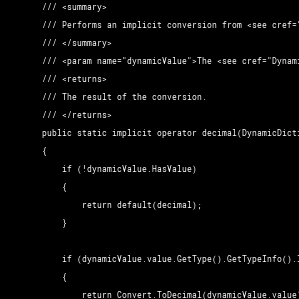 /// <summary>
/// Performs an implicit conversion from <see cref="
/// </summary>
/// <param name="dynamicValue">The <see cref="Dynami
/// <returns>
/// The result of the conversion.
/// </returns>
public static implicit operator decimal(DynamicDicti
{
if (!dynamicValue.HasValue)
{
return default(decimal);
}
if (dynamicValue.value.GetType().GetTypeInfo().I
{
return Convert.ToDecimal(dynamicValue.value